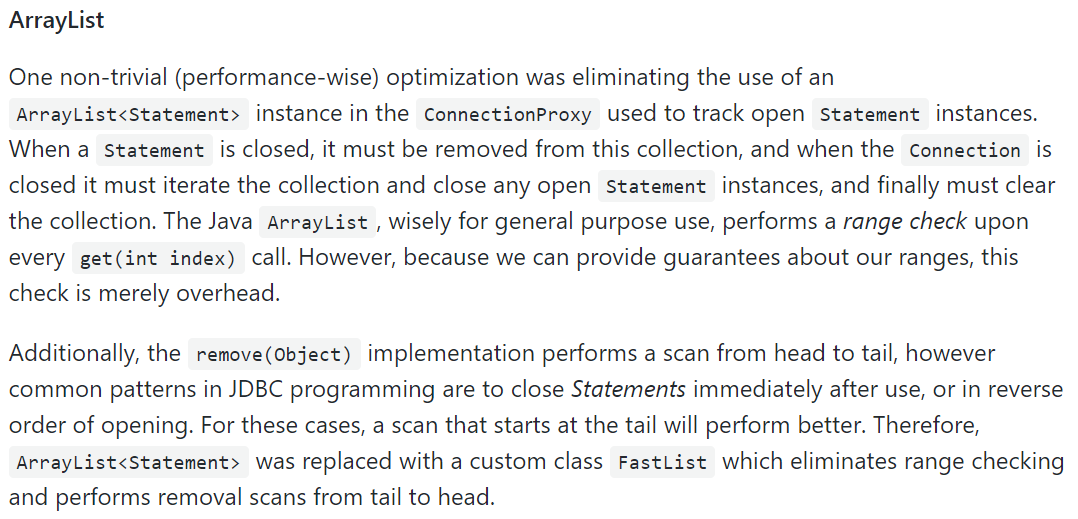 ArrayList
One non-trivial (performance-wise) optimization was eliminating the use of an
ArrayList<Statement> instance in the ConnectionProxy used to track open Statement instances.
When a Statement is closed, it must be removed from this collection, and when the Connection is
closed it must iterate the collection and close any open Statement instances, and finally must clear
the collection. The Java ArrayList , wisely for general purpose use, performs a range check upon
every get(int index) call. However, because we can provide guarantees about our ranges, this
check is merely overhead.
Additionally, the remove(Object) implementation performs a scan from head to tail, however
common patterns in JDBC programming are to close Statements immediately after use, or in reverse
order of opening. For these cases, a scan that starts at the tail will perform better. Therefore,
ArrayList<Statement> was replaced with a custom class FastList which eliminates range checking
and performs removal scans from tail to head.